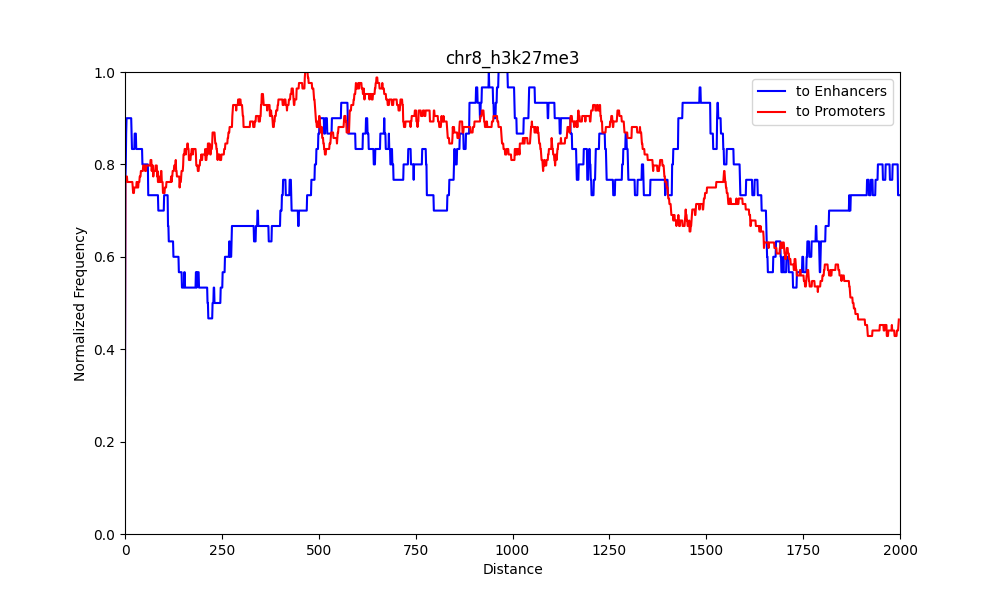 chr8_h3k27me3
to Enhancers
to Promoters
Normalized Frequency
1.0
0.8
0.6
0.4
0.2
0.0
0 250 500 750 1000 1250 1500 1750 2000
Distance